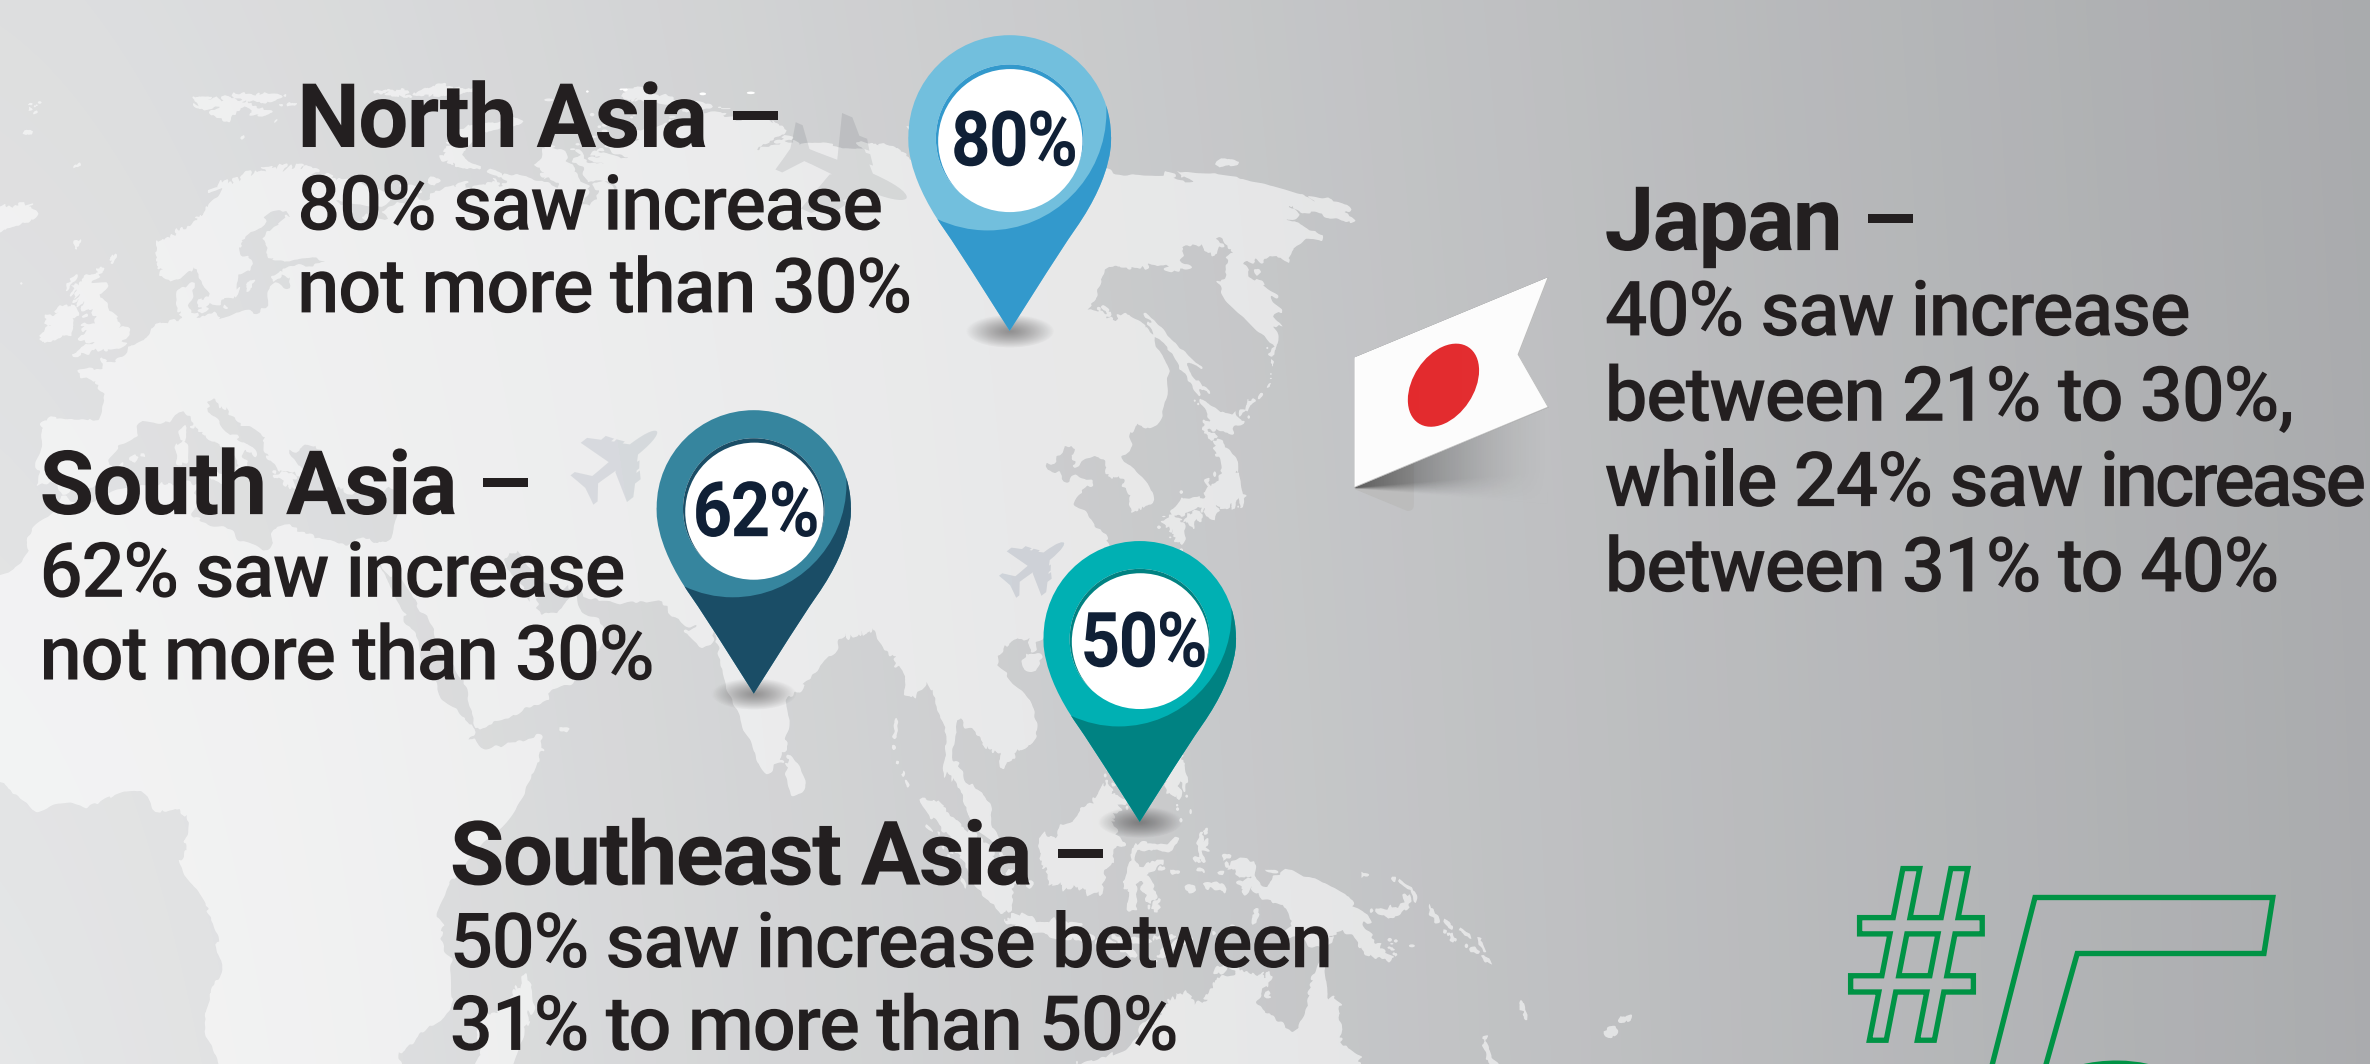 North Asia –
80% saw increase
not more than 30%
80%
Japan –
40% saw increase
between 21% to 30%,
while 24% saw increase
between 31% to 40%
South Asia –
62% saw increase
not more than 30%
62%
50%
Southeast Asia –
50% saw increase between
31% to more than 50%
#